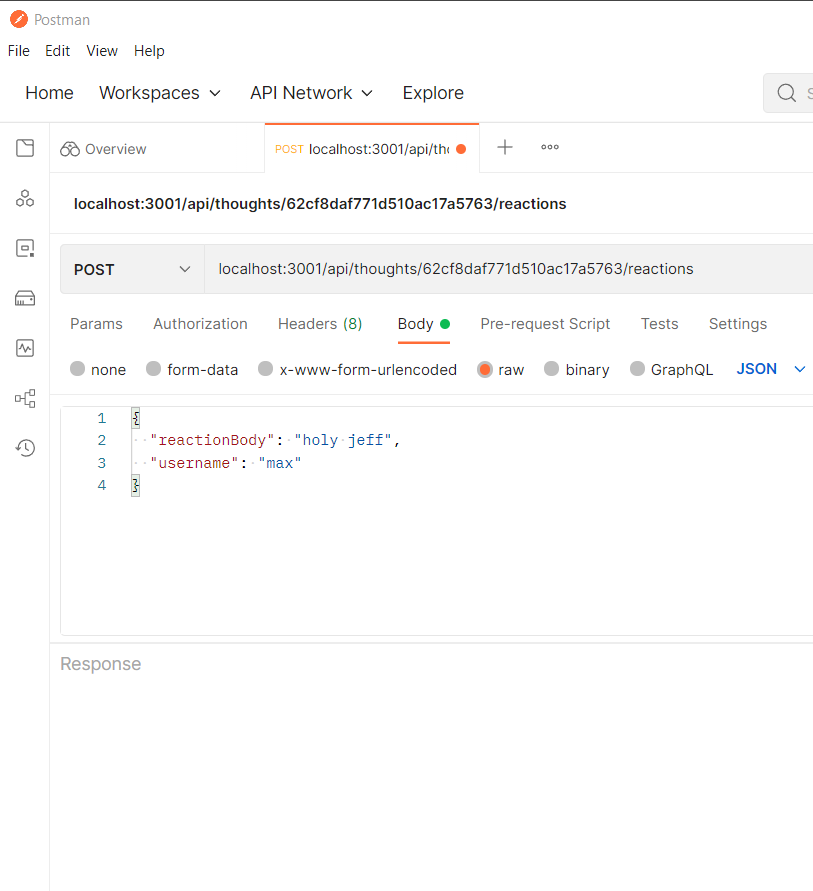 Postman
File Edit View Help
Home Workspaces API Network Explore
Overview POST localhost:3001/api/tho
localhost:3001/api/thoughts/62cf8daf771d510ac17a5763/reactions
POST localhost:3001/api/thoughts/62cf8daf771d510ac17a5763/reactions
Params Authorization Headers (8) Body Pre-request Script Tests Settings
none form-data x-www-form-urlencoded raw binary GraphQL JSON
1 {
2 "reactionBody": "holy jeff",
3 "username": "max"
4 }
Response